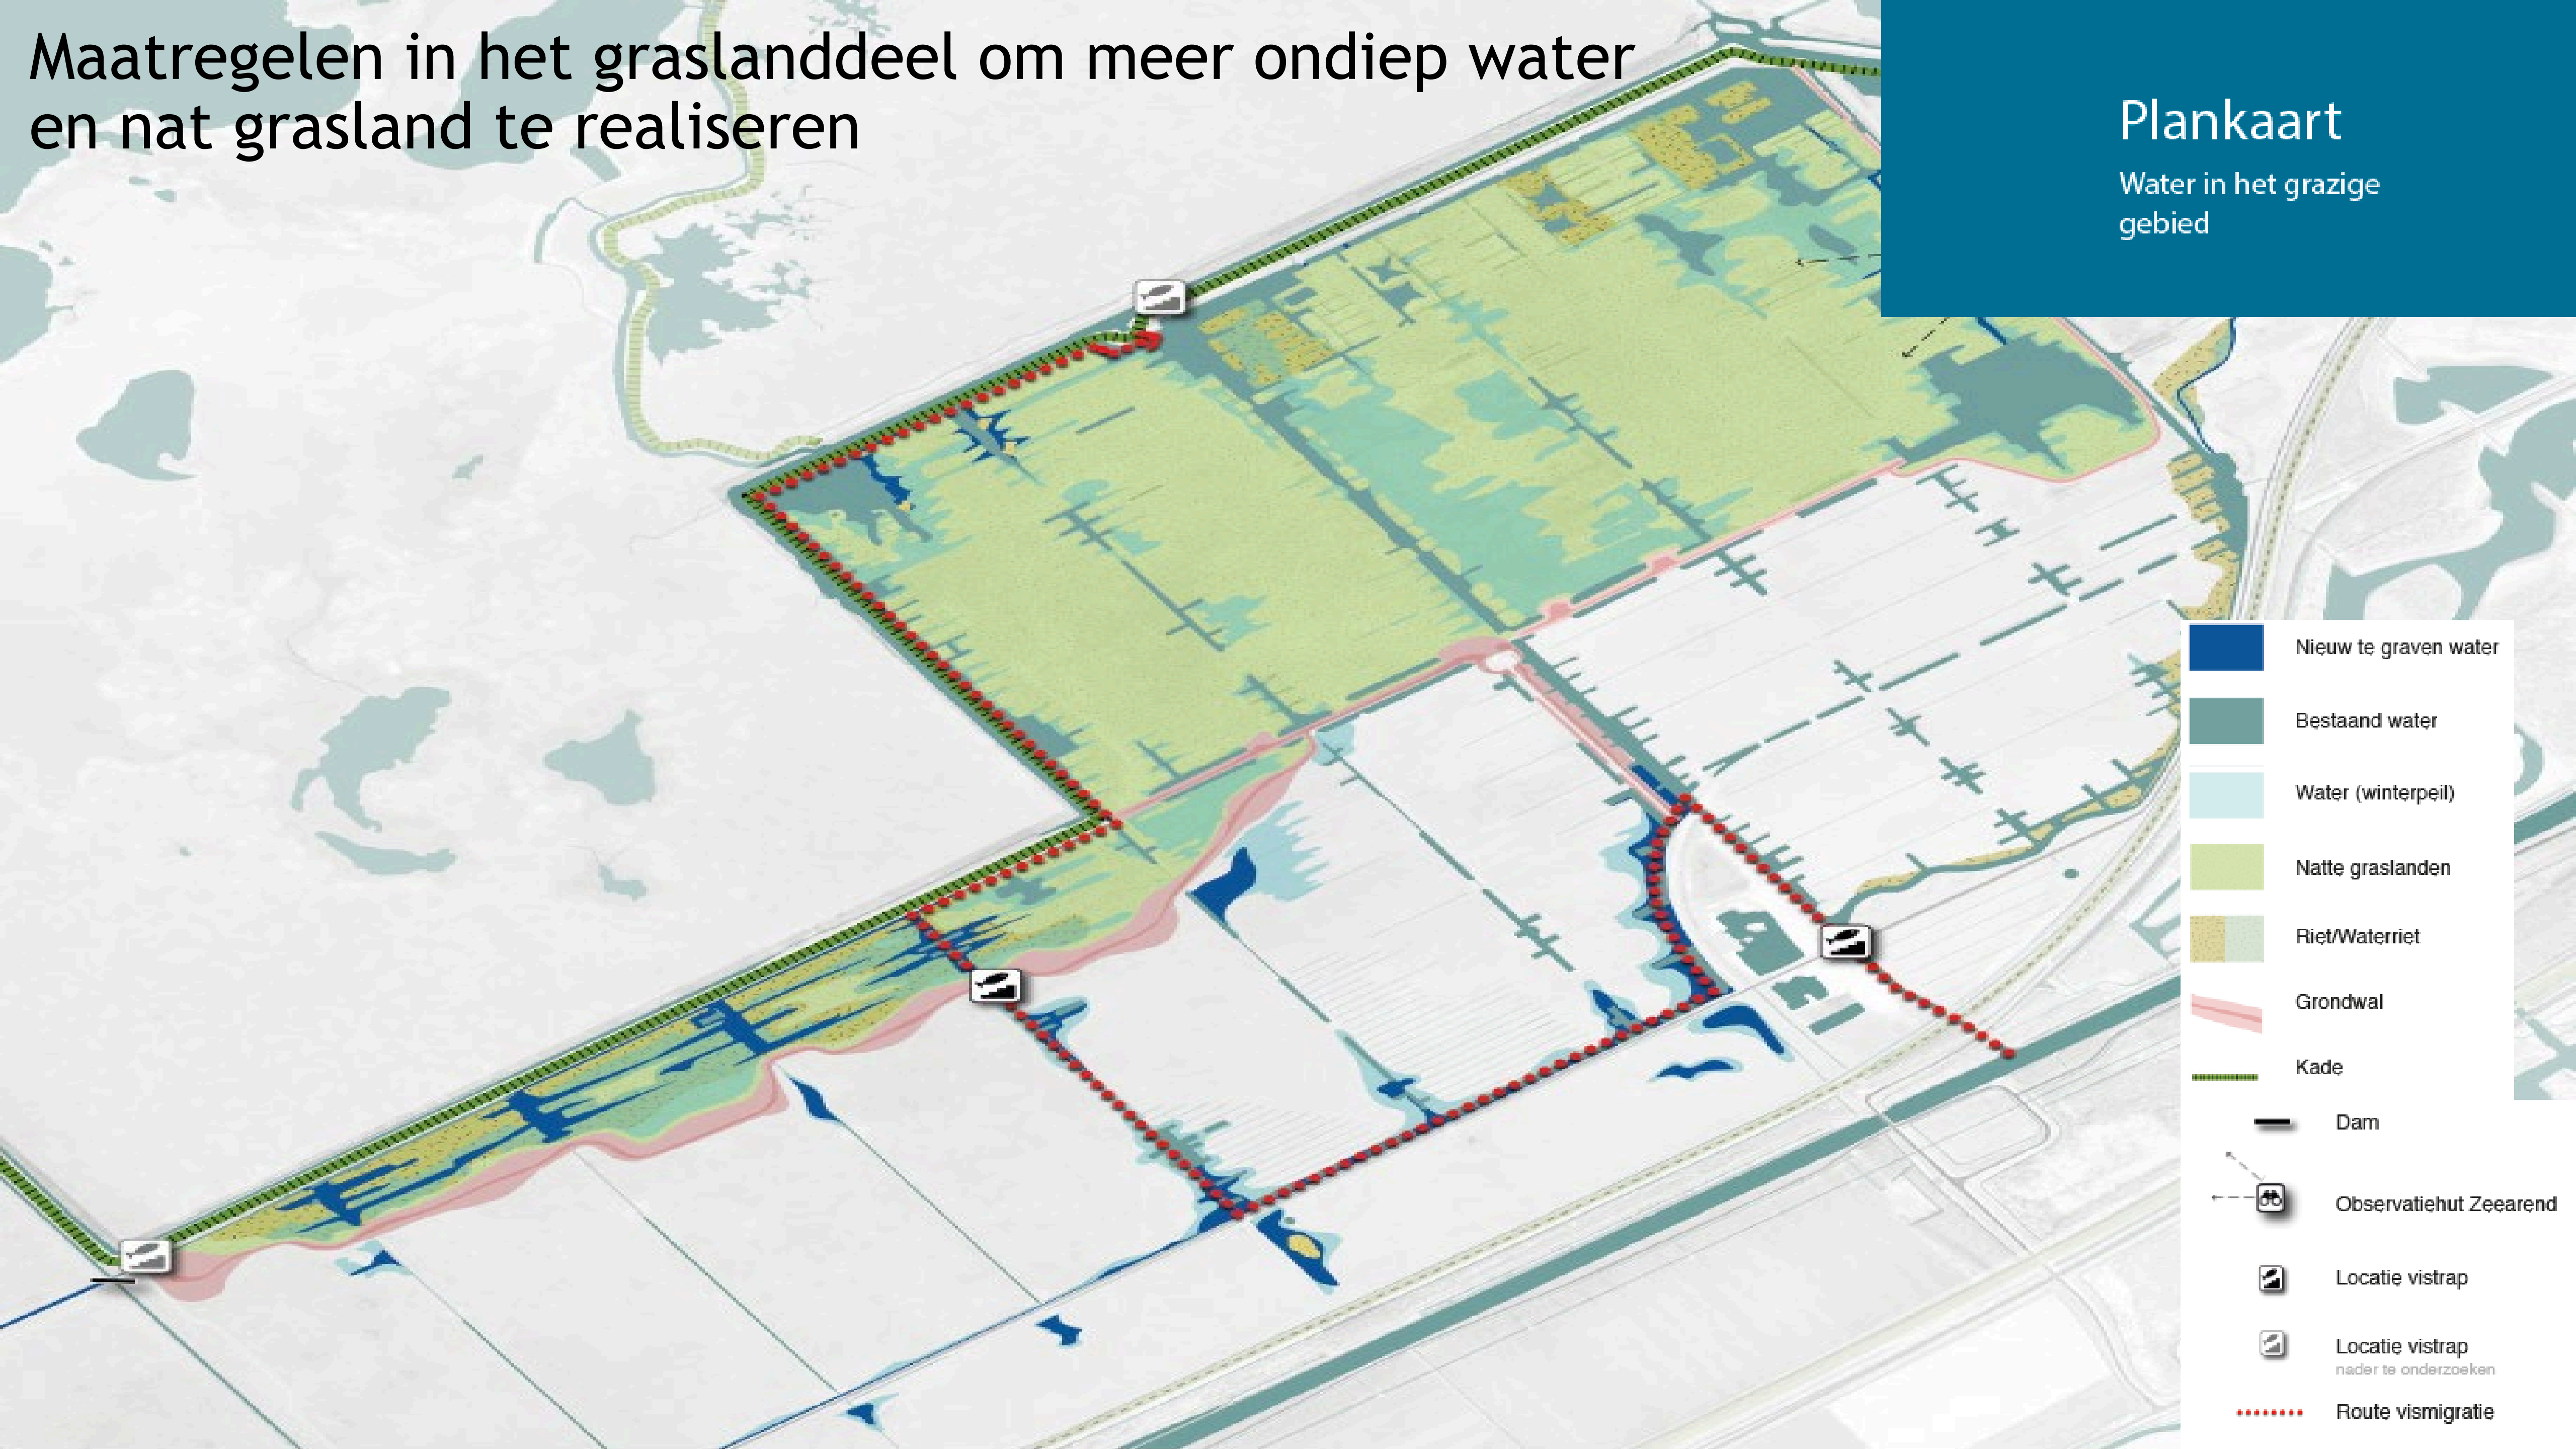 Maatregelen in het graslanddeel om meer ondiep water
en nat grasland te realiseren
Plankaart
Water in het grazige
gebied
Nieuw te graven water
Bestaand water
Water (winterpeil)
Natte graslanden
Riet/Waterriet
Grondwal
Kade
Dam
Observatiehut Zeearend
Locatie vistrap
Locatie vistrap
nader te onderzoeken
Route vismigratie